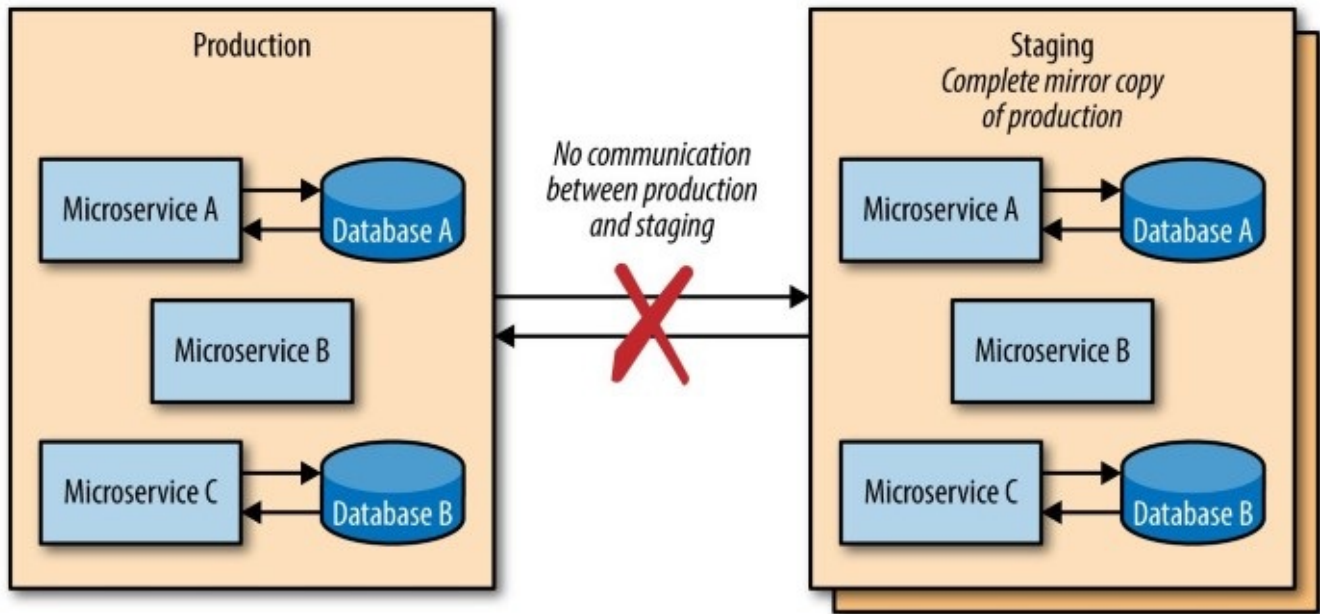 Production
Microservice A
Database A
Microservice B
Microservice C
Database B
No communication
between production
and staging
Staging
Complete mirror copy
of production
Microservice A
Database A
Microservice B
Microservice C
Database B